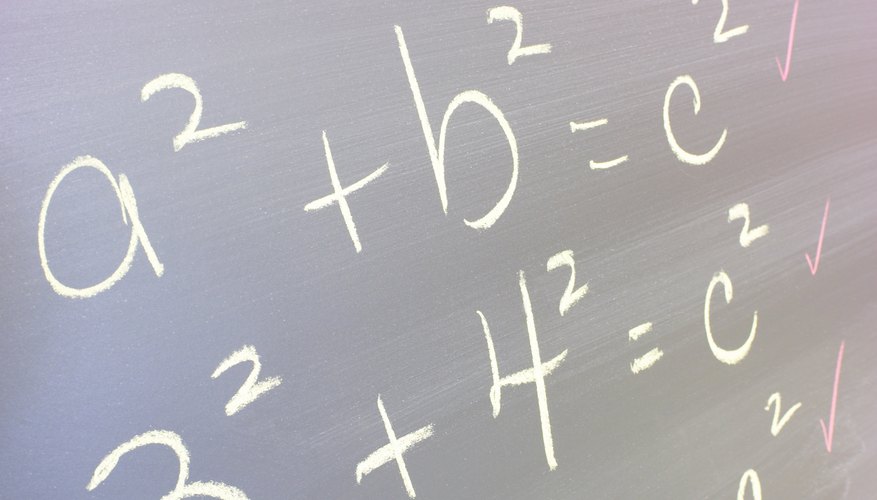 a² + b² = c² ✓
3² + 4² = c² ✓